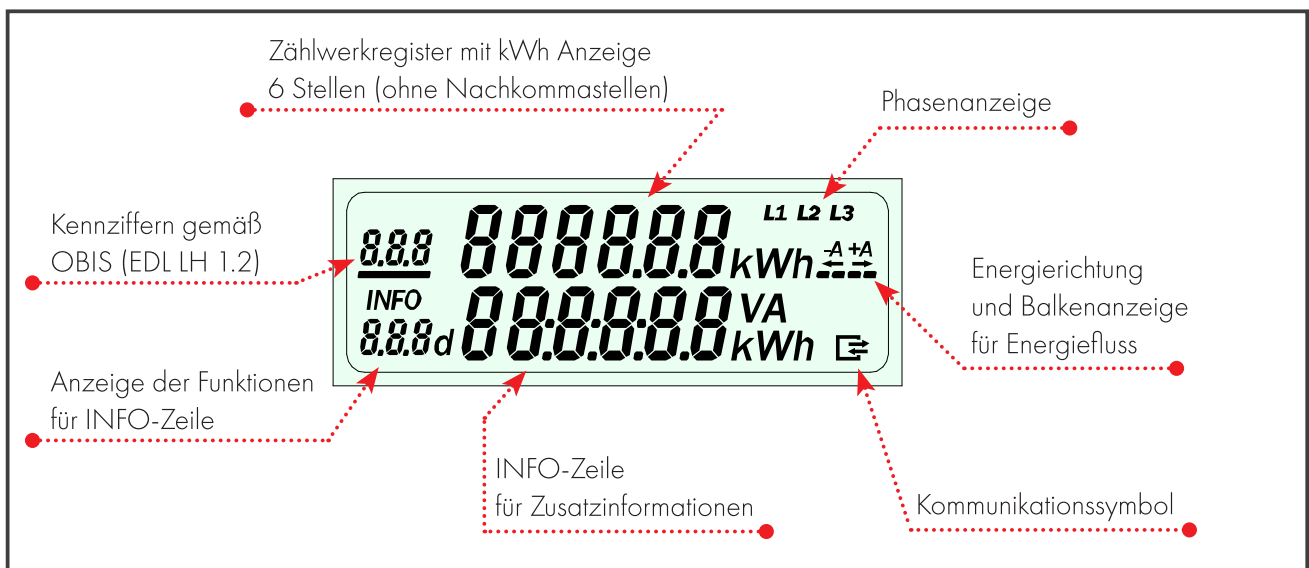 Zählwerkregister mit kWh Anzeige
6 Stellen (ohne Nachkommastellen)
Phasenanzeige
Kennziffern gemäß
OBIS (EDL LH 1.2)
8.8.8 88888.8.8 kWh L1 L2 L3
-A +A
INFO
8.8.8 d 88:8:8:8.8 VA
kWh
Energierichtung
und Balkenanzeige
für Energiefluss
Anzeige der Funktionen
für INFO-Zeile
INFO-Zeile
für Zusatzinformationen
Kommunikationssymbol